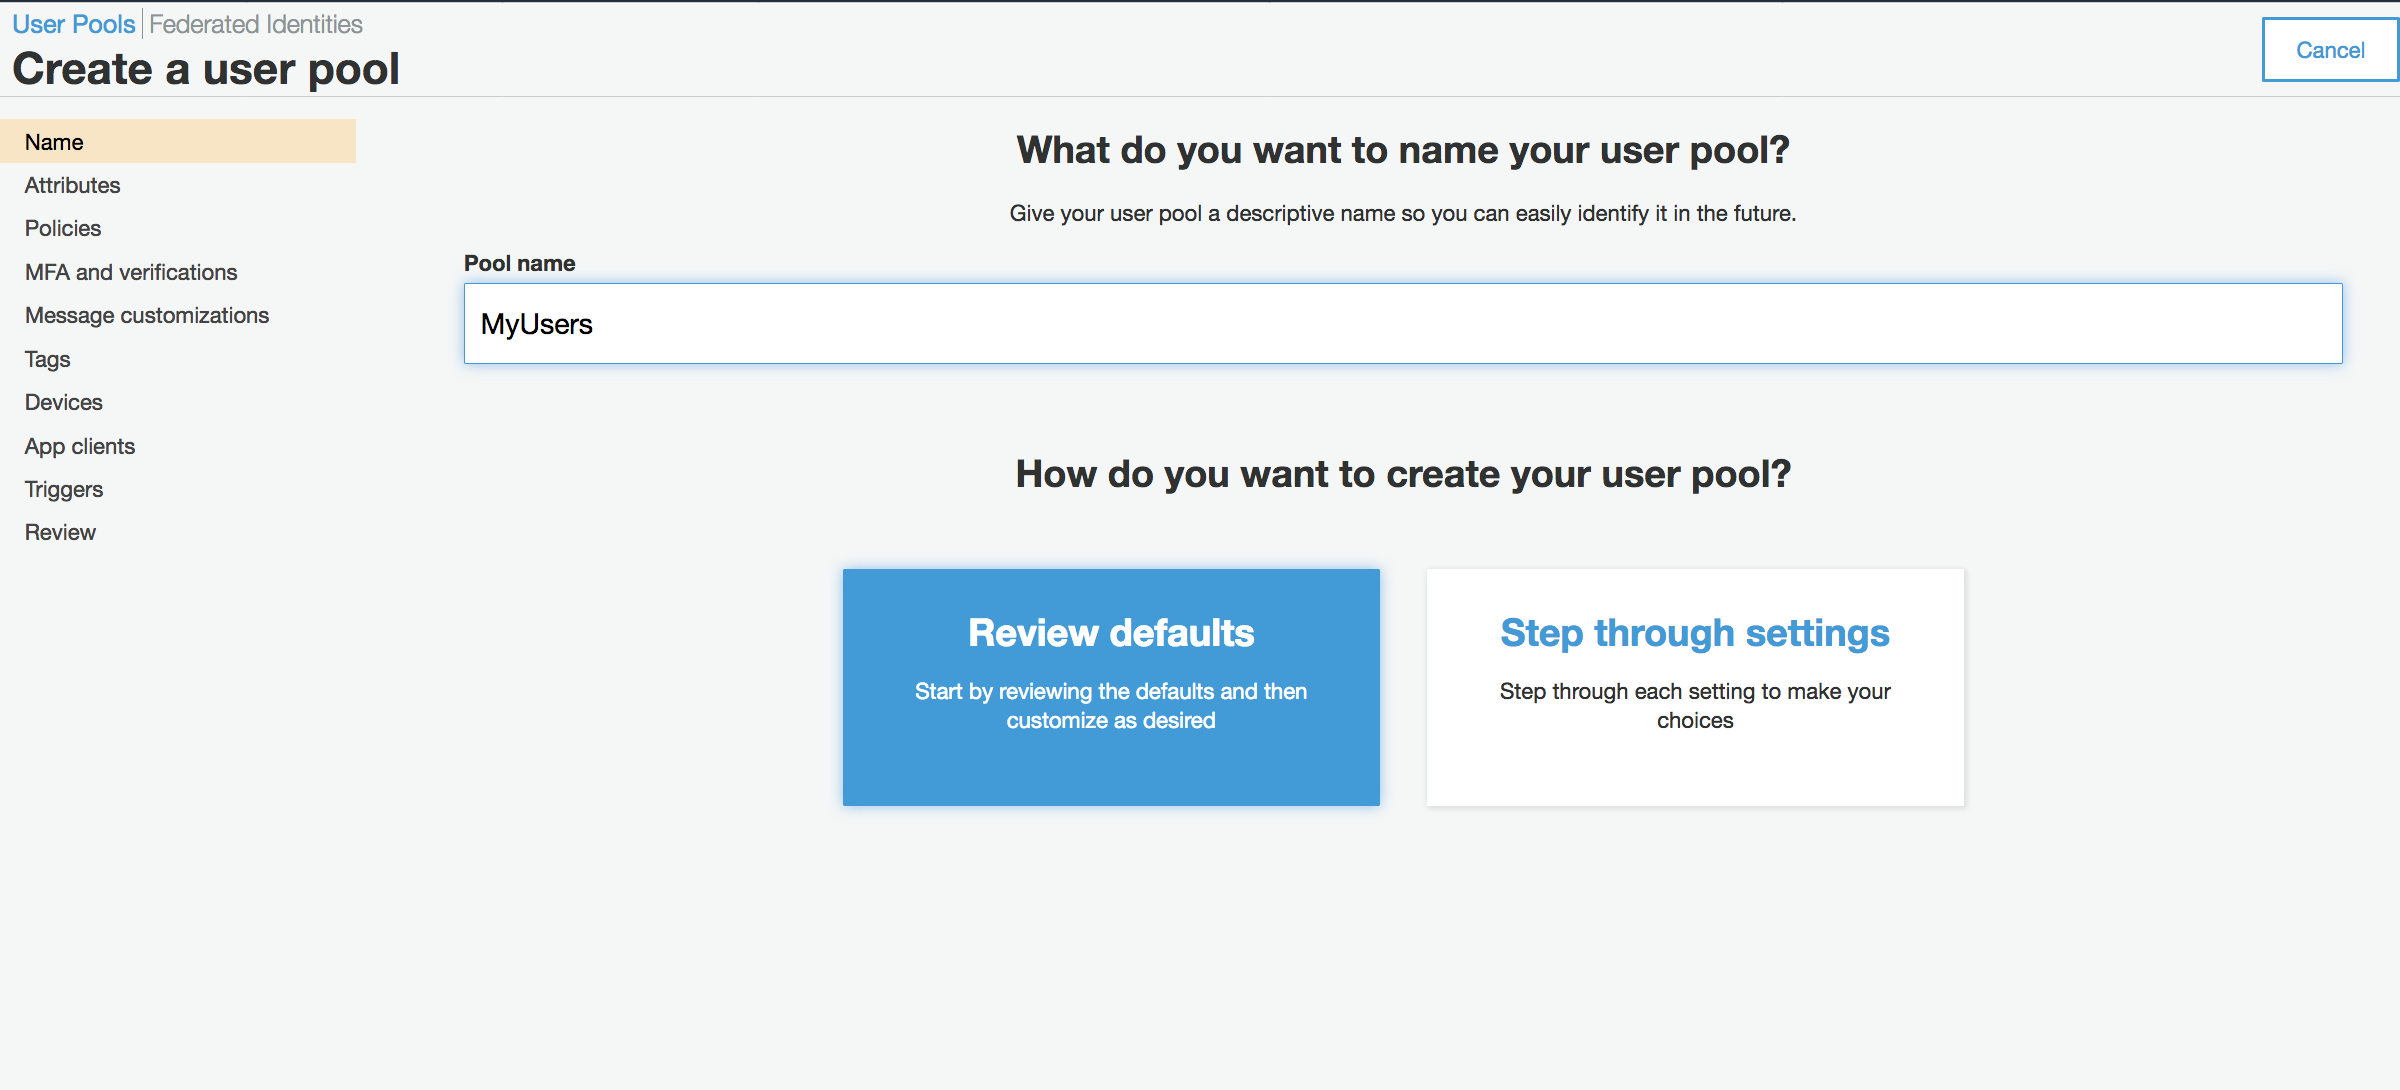 User Pools | Federated Identities
Create a user pool
Cancel
Name
Attributes
Policies
MFA and verifications
Message customizations
Tags
Devices
App clients
Triggers
Review
What do you want to name your user pool?
Give your user pool a descriptive name so you can easily identify it in the future.
Pool name
MyUsers
How do you want to create your user pool?
Review defaults
Start by reviewing the defaults and then
customize as desired
Step through settings
Step through each setting to make your
choices